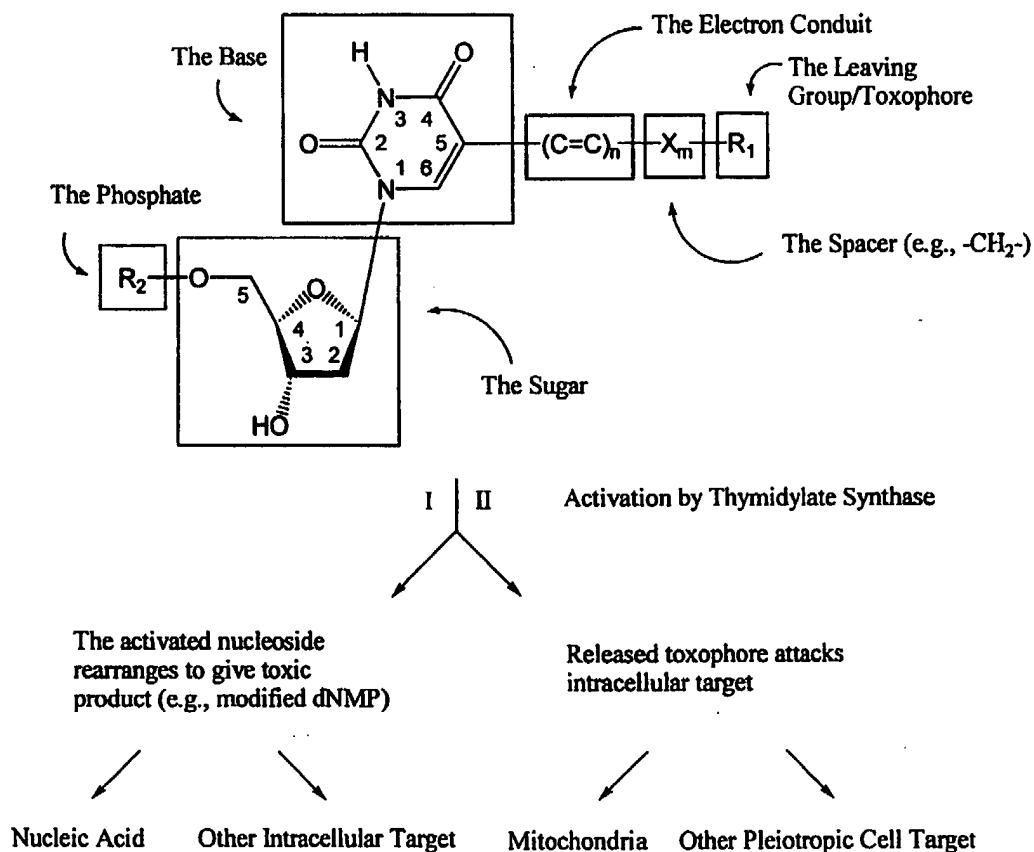 The Electron Conduit
The Base
The Leaving
Group/Toxophore
H
O
N
3
4
O
2
5
(C=C)n
Xm
R1
1
6
N
The Phosphate
The Spacer (e.g., -CH2-)
R2
O
5
O
4
1
3
2
HO
The Sugar
I
II
Activation by Thymidylate Synthase
The activated nucleoside
rearranges to give toxic
product (e.g., modified dNMP)
Released toxophore attacks
intracellular target
Nucleic Acid
Other Intracellular Target
Mitochondria
Other Pleiotropic Cell Target